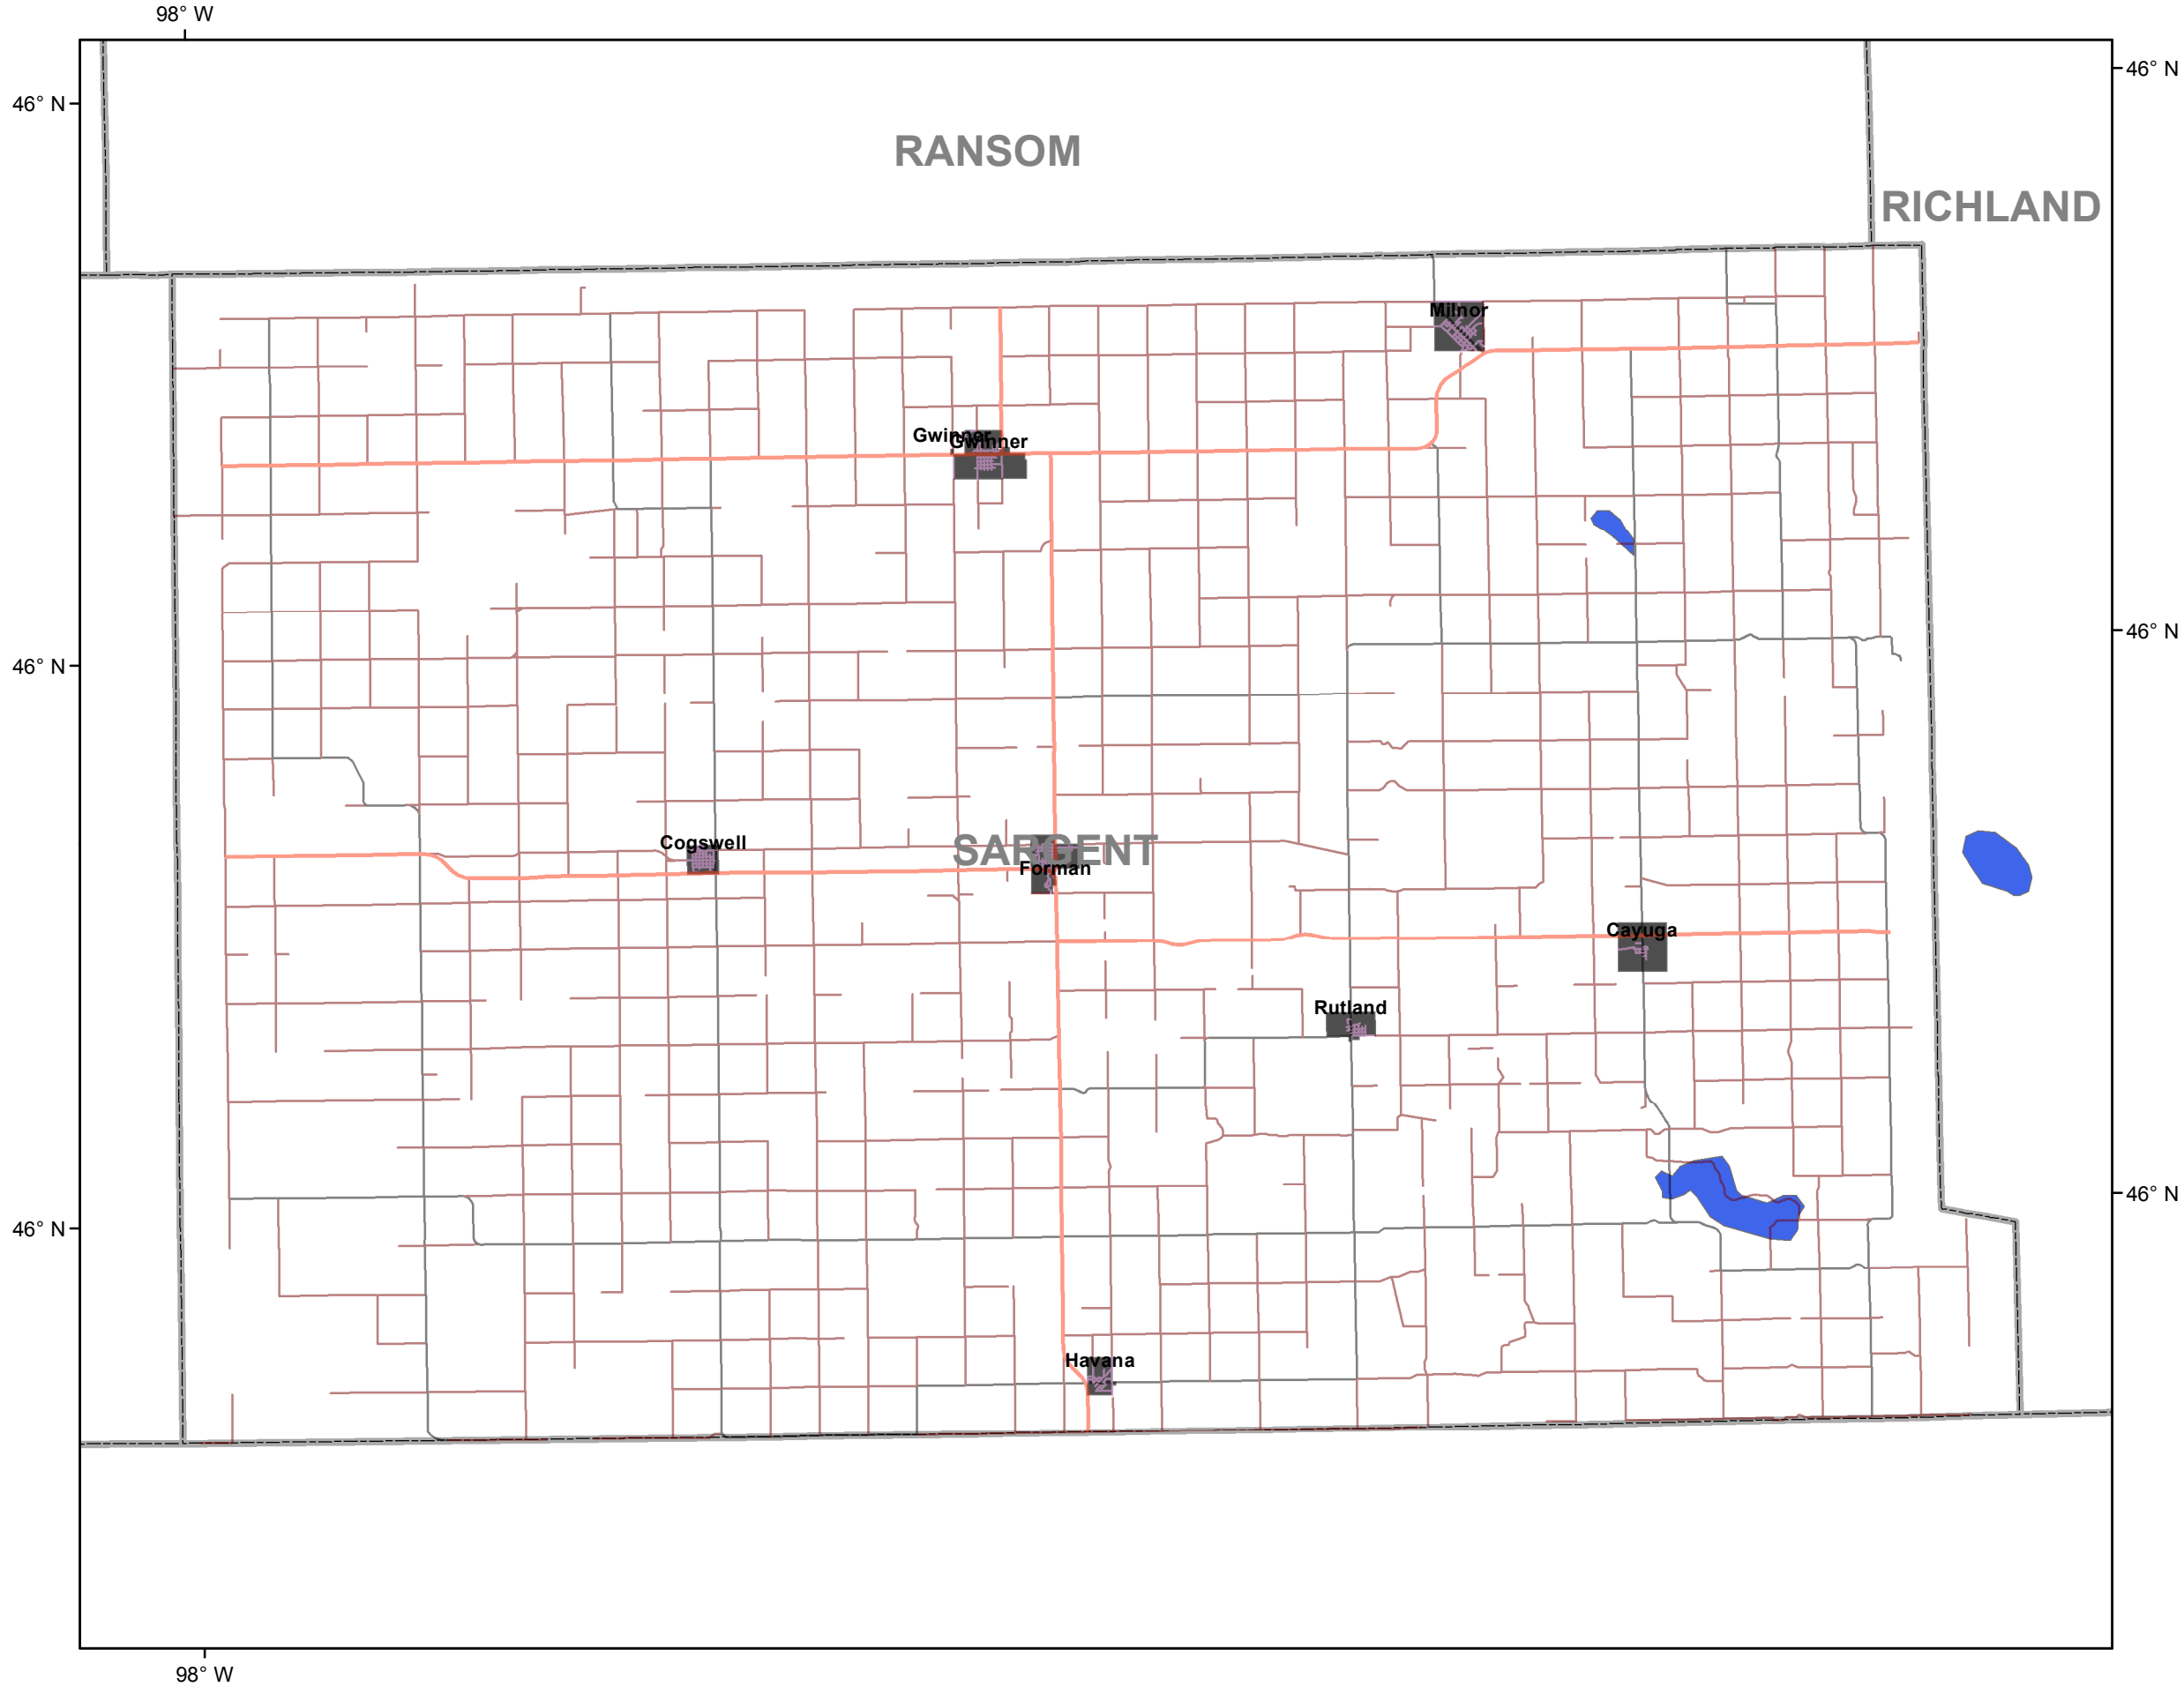 98° W
46° N
46° N
RANSOM
RICHLAND
Milnor
Gwinner
Gwinner
46° N
46° N
Cogswell
SARGENT
Forman
Cayuga
Rutland
46° N
46° N
Havana
98° W